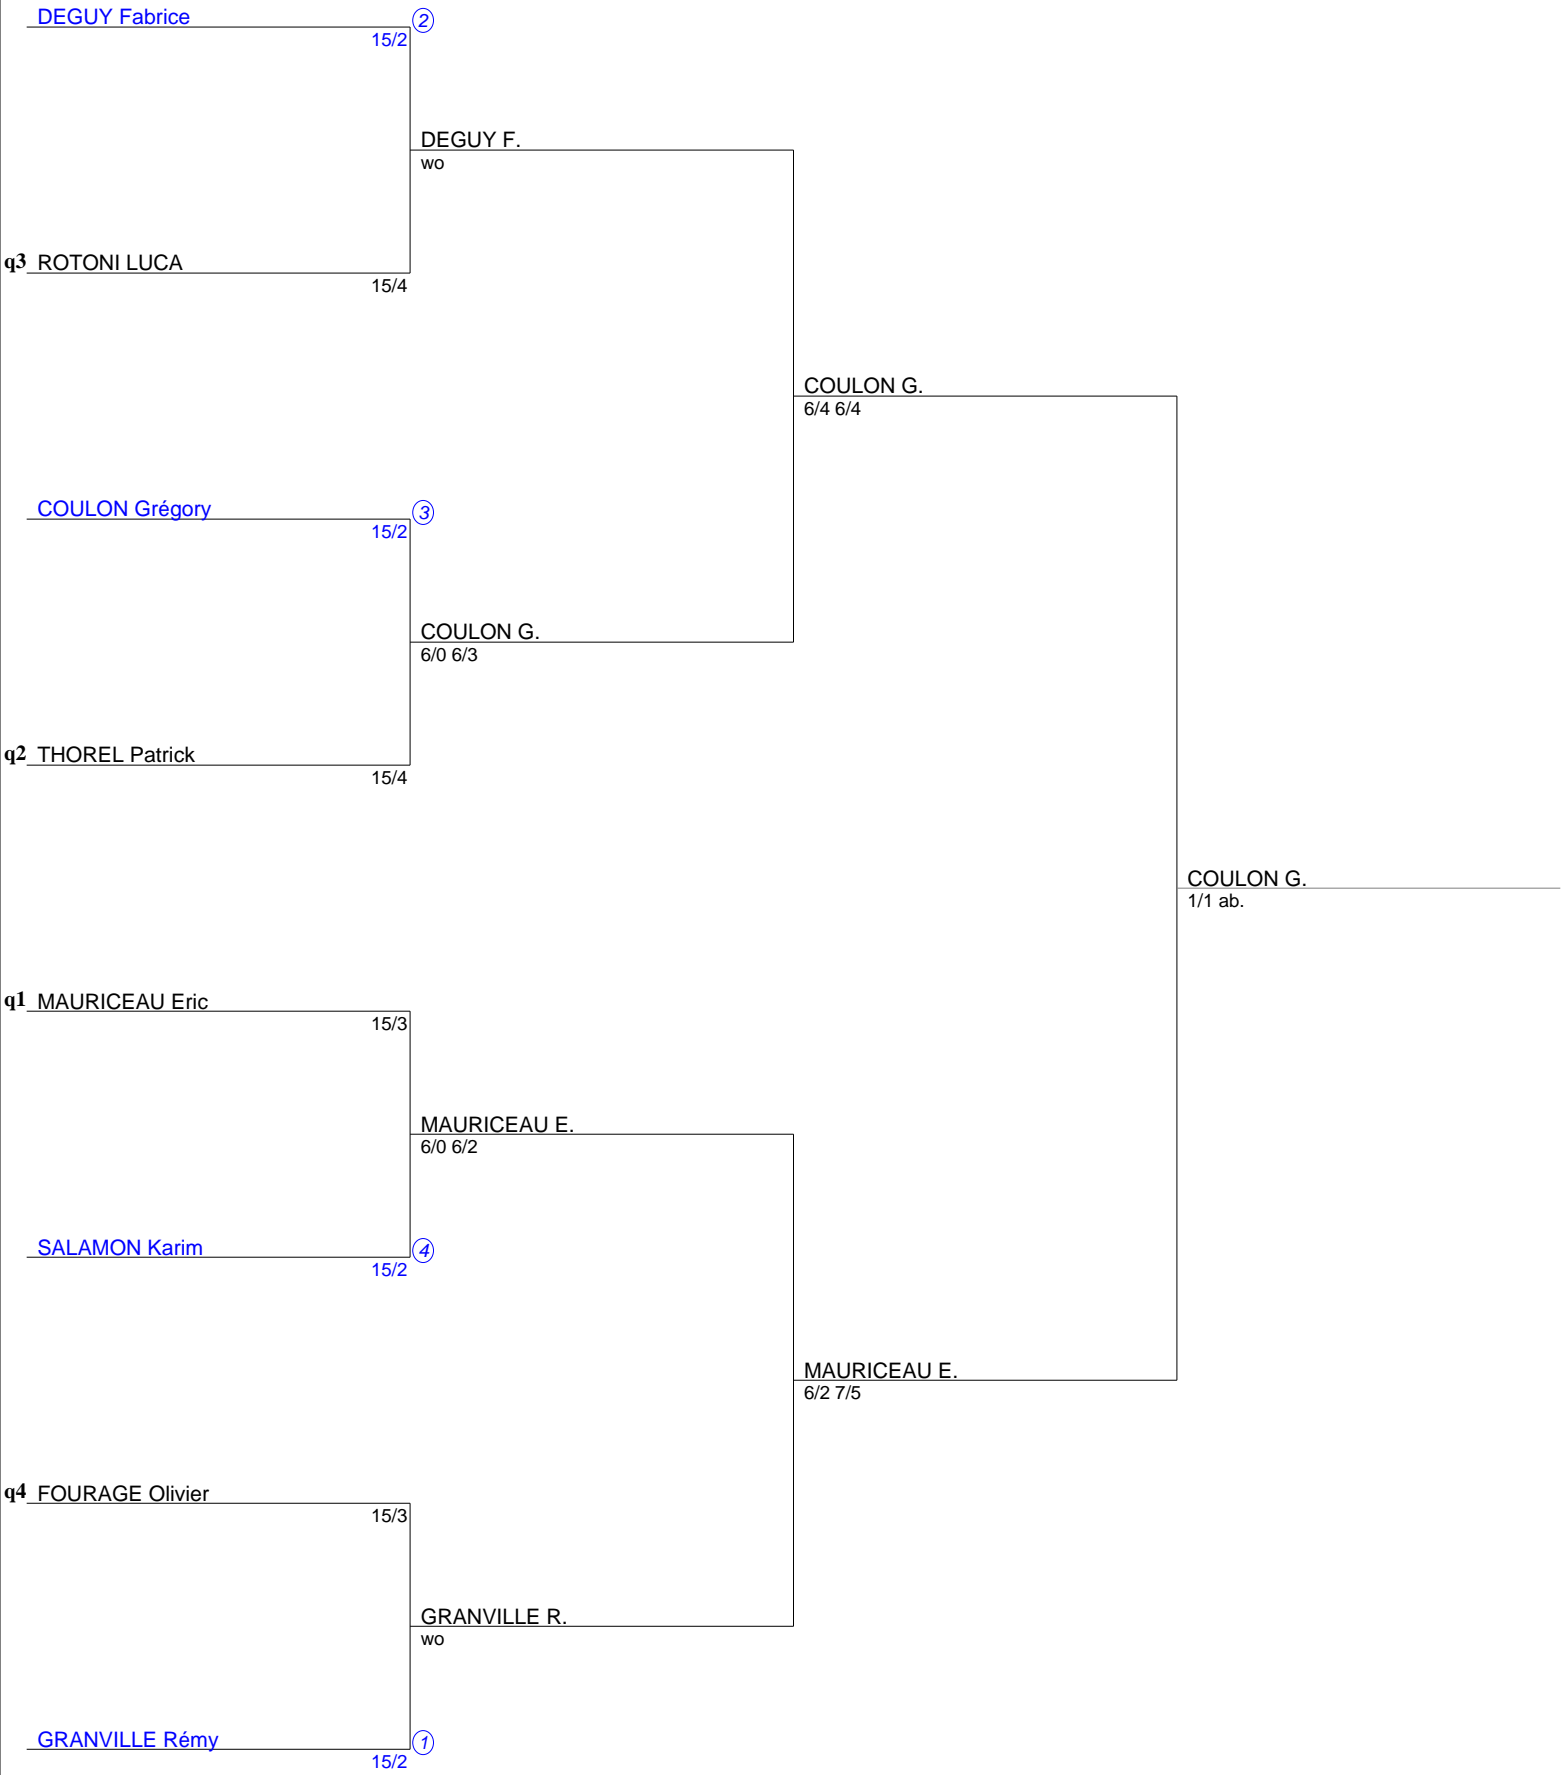 DEGUY Fabrice
2
15/2
DEGUY F.
wo
q3 ROTONI LUCA
15/4
COULON G.
6/4 6/4
COULON Grégory
3
15/2
COULON G.
6/0 6/3
q2 THOREL Patrick
15/4
COULON G.
1/1 ab.
q1 MAURICEAU Eric
15/3
MAURICEAU E.
6/0 6/2
SALAMON Karim
4
15/2
MAURICEAU E.
6/2 7/5
q4 FOURAGE Olivier
15/3
GRANVILLE R.
wo
GRANVILLE Rémy
1
15/2